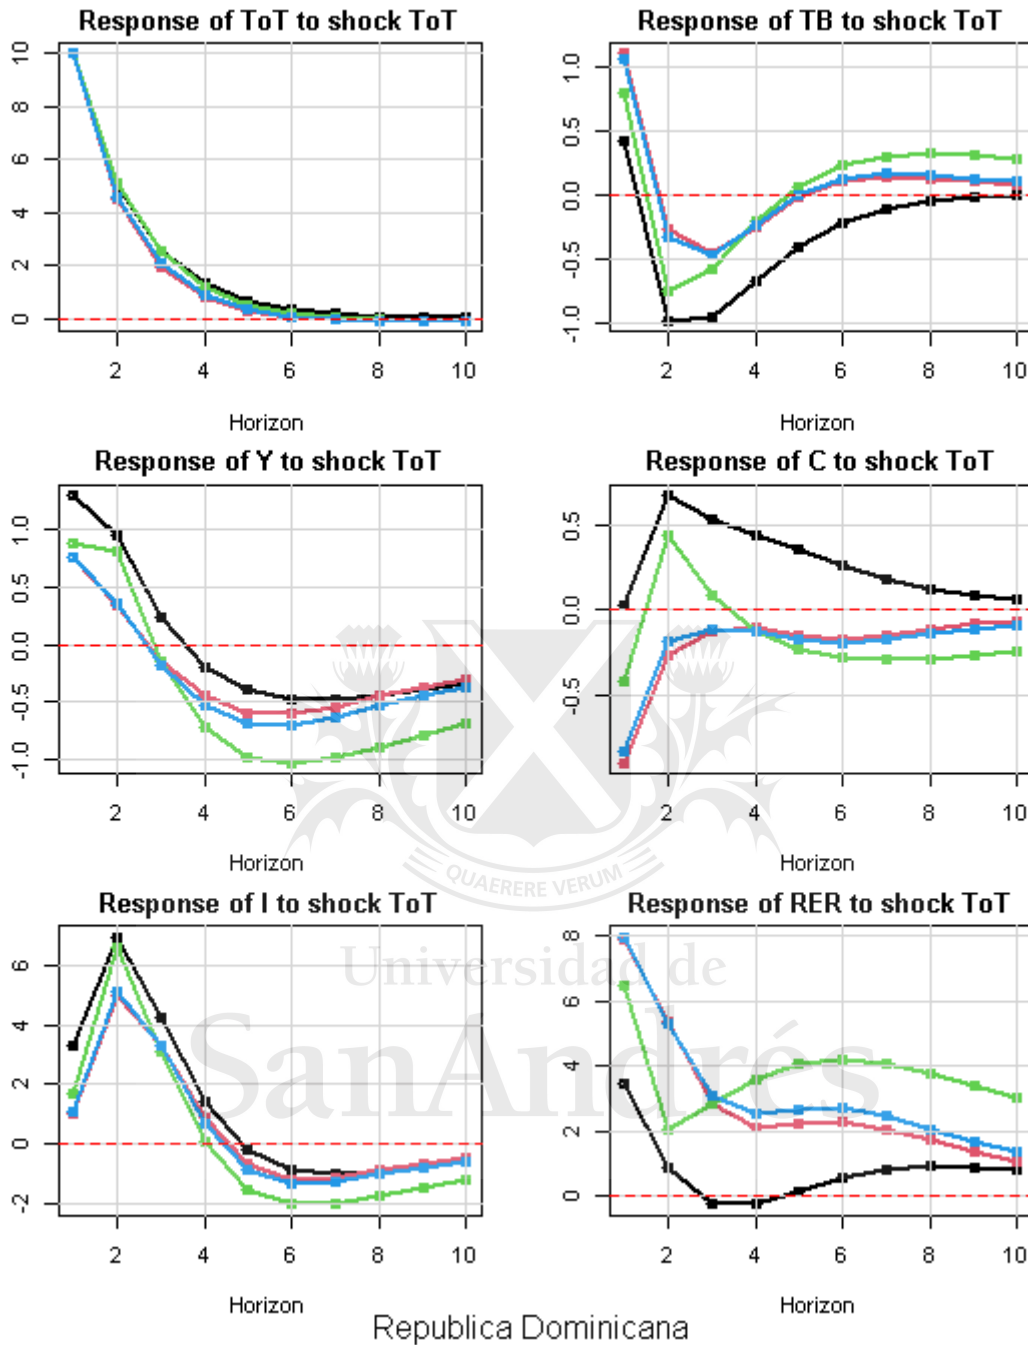 Response of ToT to shock ToT
Response of TB to shock ToT
10
8
6
4
2
0
1.0
0.5
0.0
-0.5
-1.0
2 4 6 8 10
2 4 6 8 10
Horizon
Horizon
Response of Y to shock ToT
Response of C to shock ToT
1.0
0.5
0.0
-0.5
-1.0
0.5
0.0
-0.5
2 4 6 8 10
2 4 6 8 10
Horizon
Horizon
QUAERERE VERUM
Response of I to shock ToT
Response of RER to shock ToT
6
4
2
0
-2
8
6
4
2
0
Universidad de
SanAndrés
2 4 6 8 10
2 4 6 8 10
Horizon
Horizon
Republica Dominicana